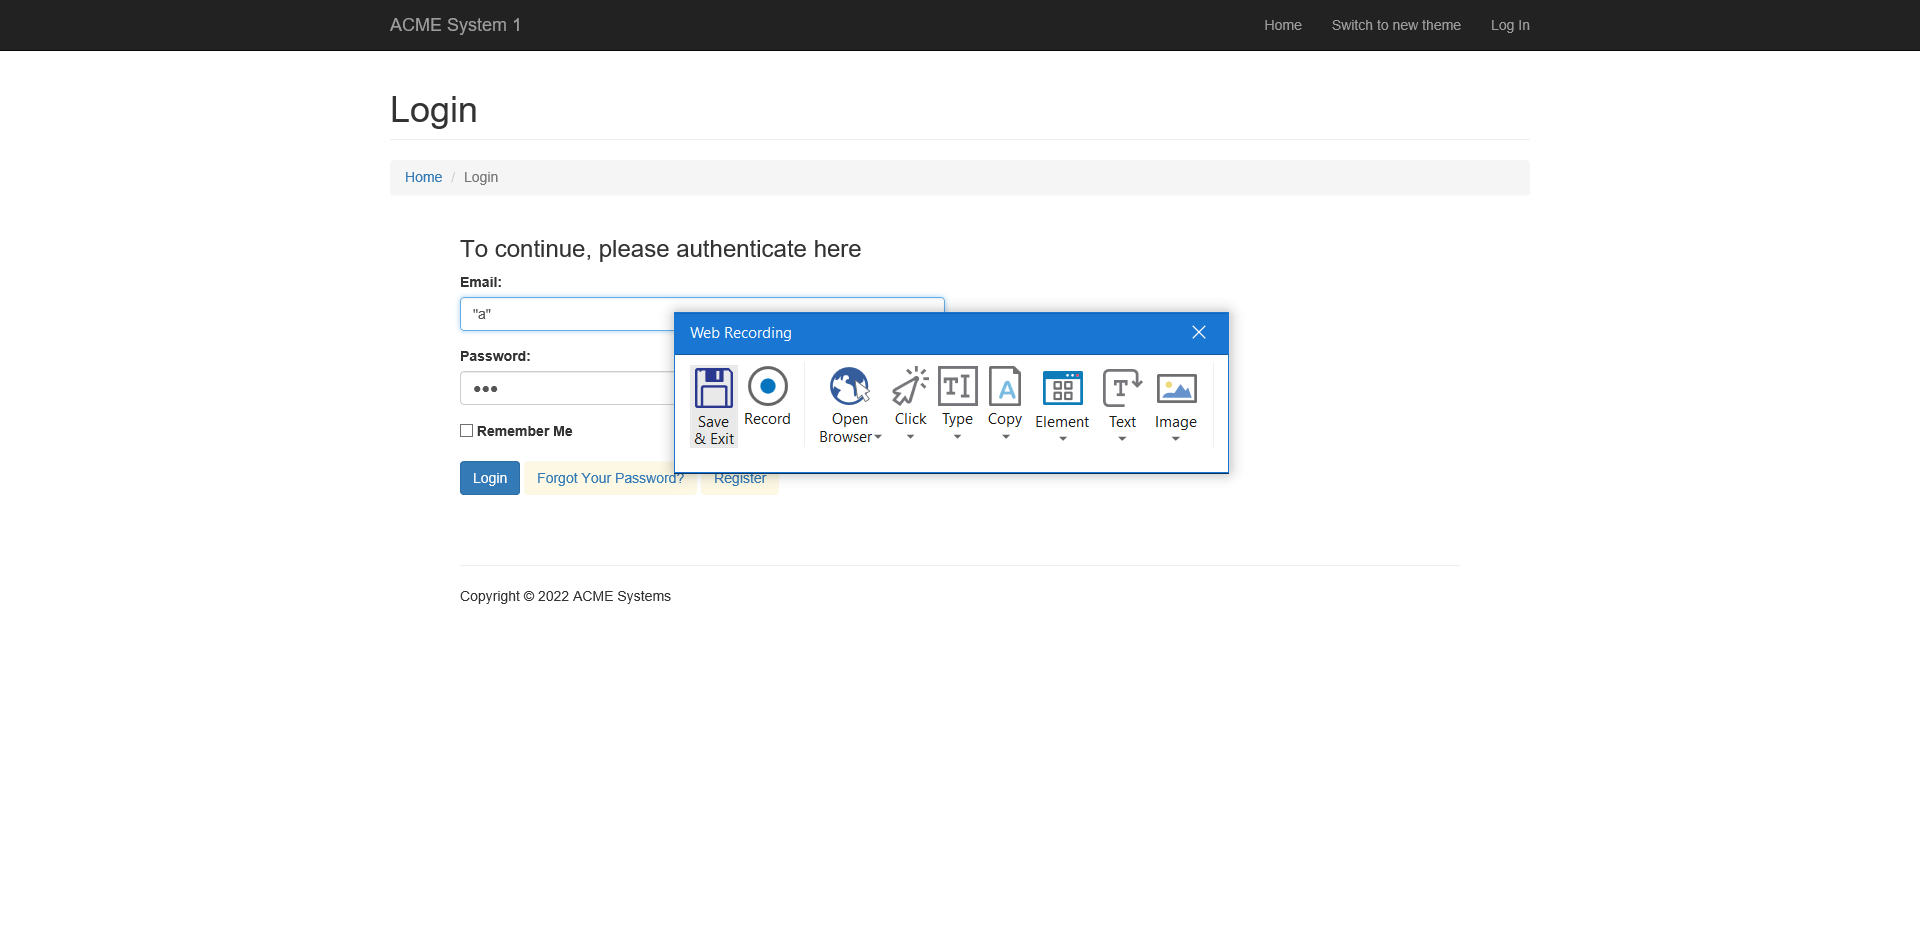 ACME System 1 Home Switch to new theme Log In
Login
Home / Login
To continue, please authenticate here
Email:
"a"
Web Recording
Password:
Save & Exit
Record
Open Browser
Click
Type
Copy
Element
Text
Image
Remember Me
Login Forgot Your Password? Register
Copyright © 2022 ACME Systems